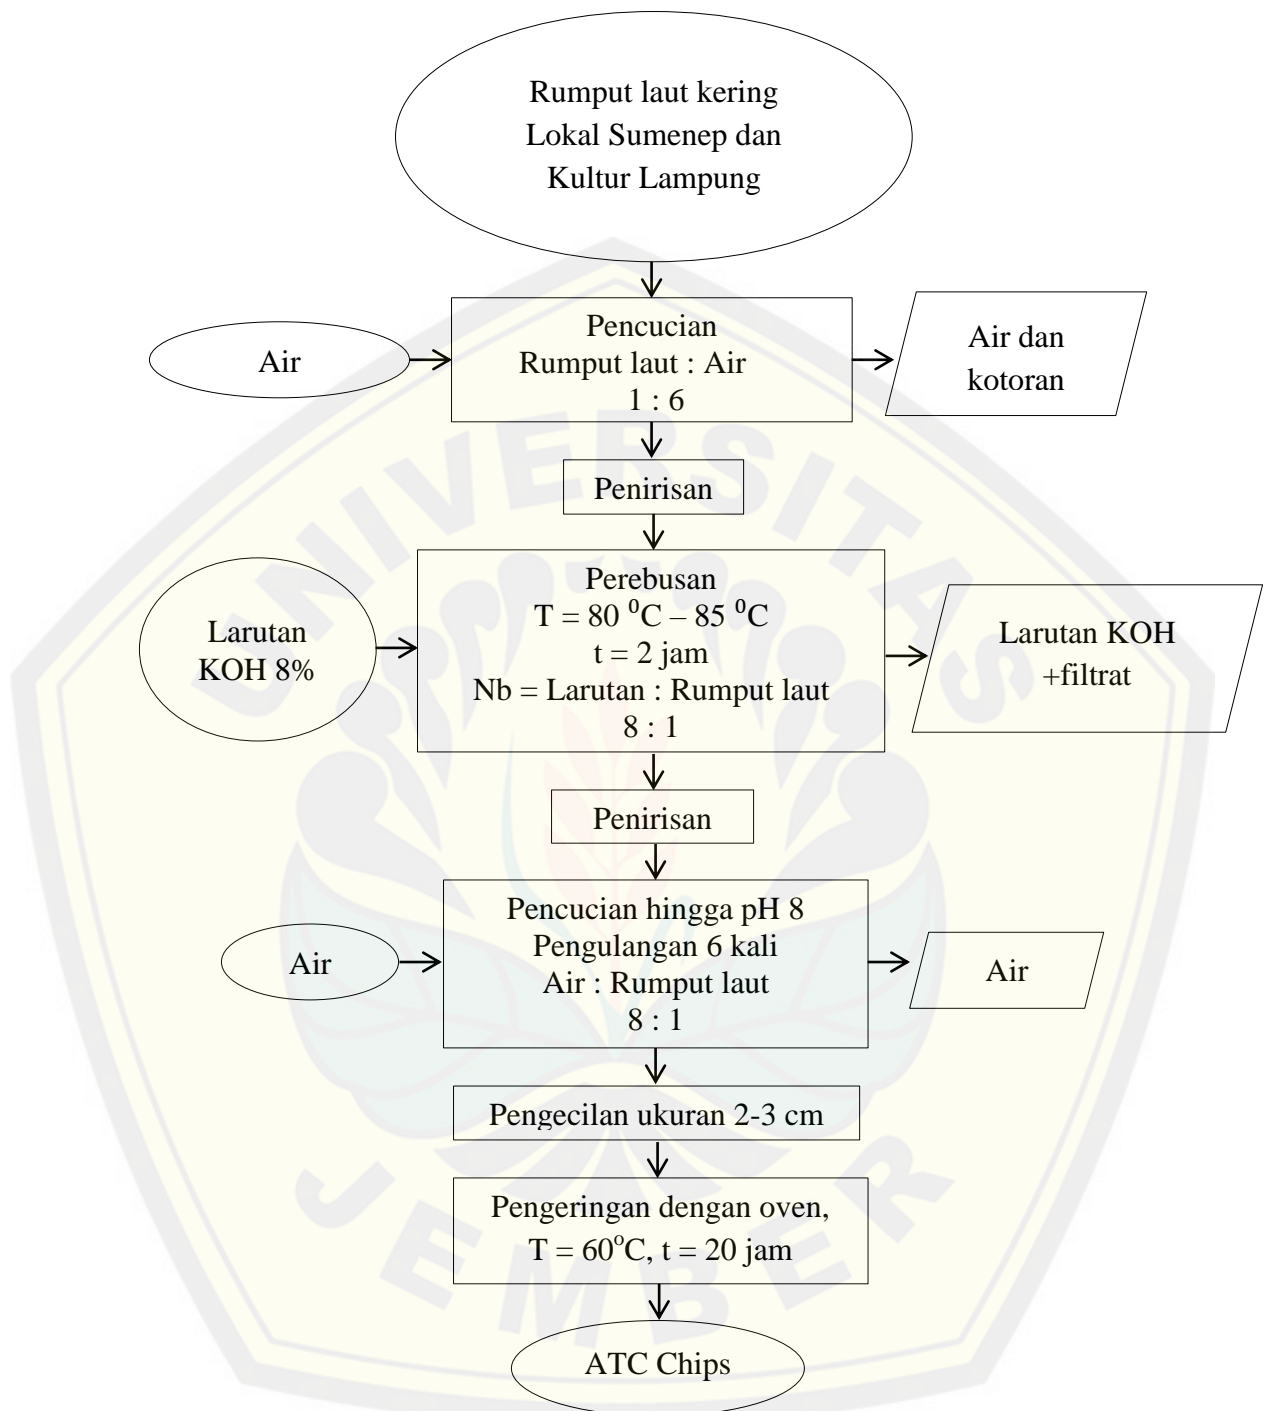 Rumput laut kering
Lokal Sumenep dan
Kultur Lampung
Pencucian
Rumput laut : Air
1 : 6
Air
Air dan
kotoran
Penirisan
Perebusan
T = 80 ⁰C – 85 ⁰C
t = 2 jam
Nb = Larutan : Rumput laut
8 : 1
Larutan
KOH 8%
Larutan KOH
+filtrat
Penirisan
Pencucian hingga pH 8
Pengulangan 6 kali
Air : Rumput laut
8 : 1
Air
Air
Pengecilan ukuran 2-3 cm
Pengeringan dengan oven,
T = 60°C, t = 20 jam
ATC Chips
UNIVERSITAS
JEMBER